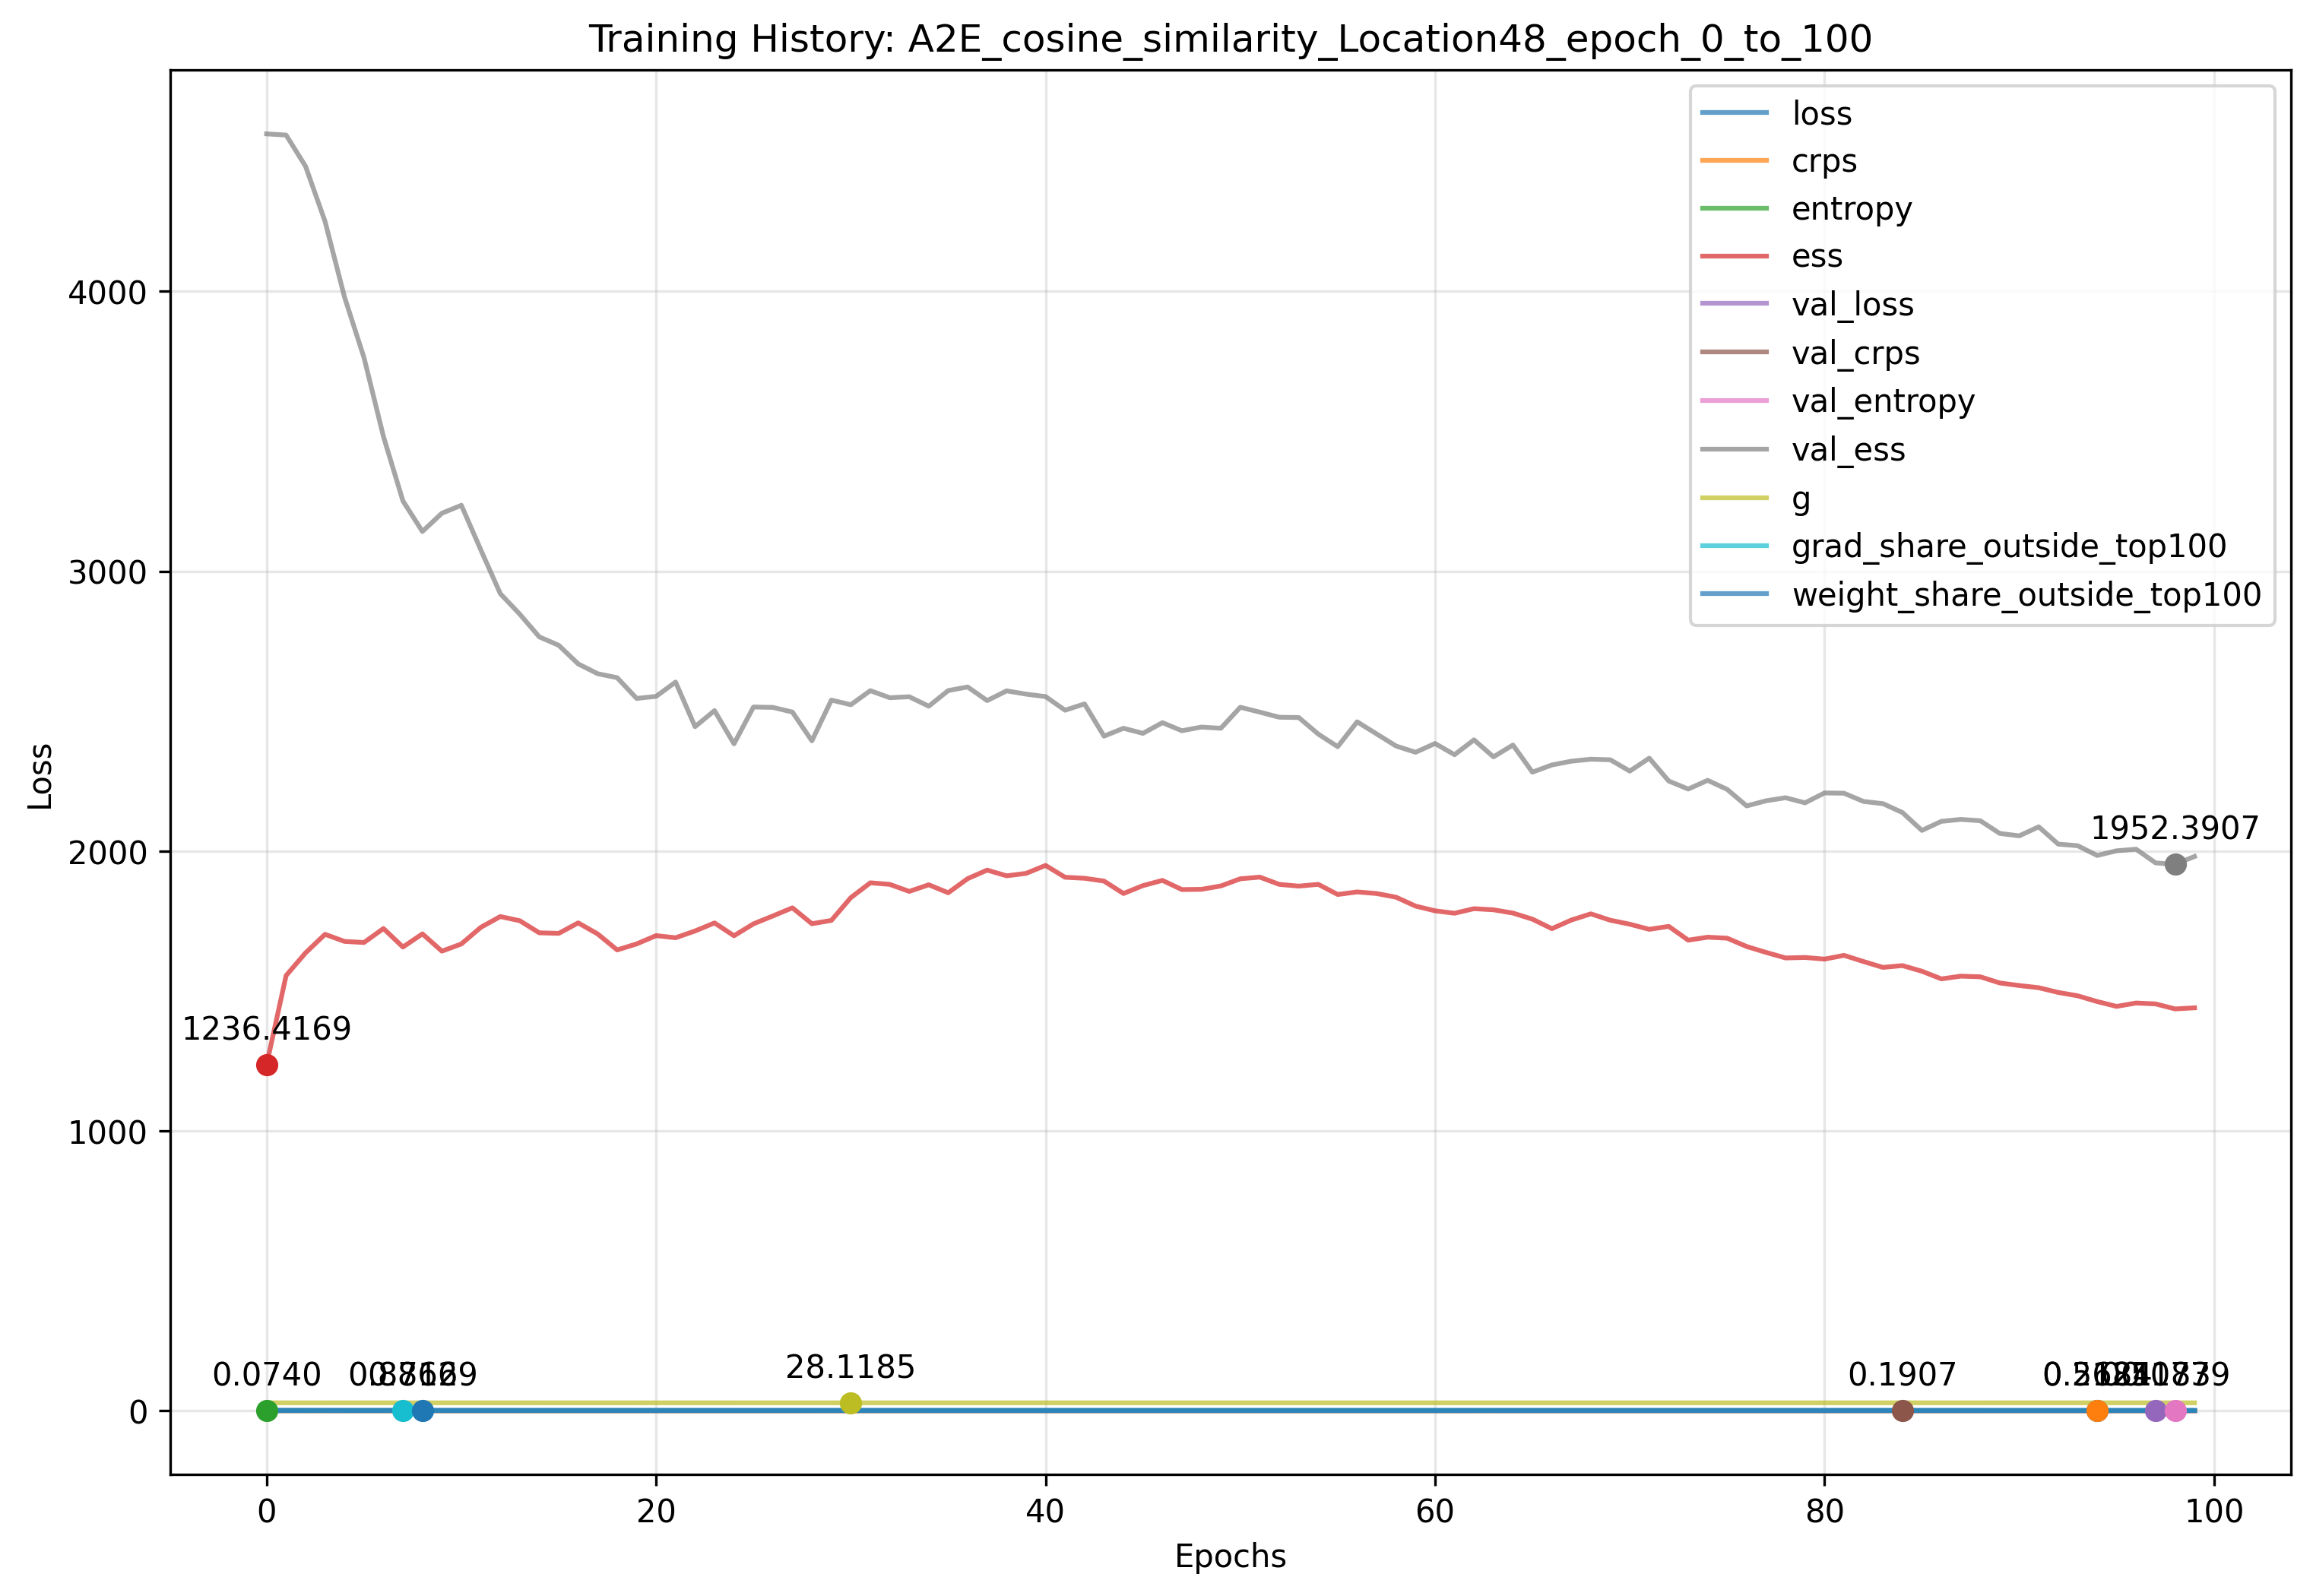 Training History: A2E_cosine_similarity_Location48_epoch_0_to_100
loss
crps
entropy
ess
val_loss
val_crps
val_entropy
val_ess
g
grad_share_outside_top100
weight_share_outside_top100
4000
3000
2000
1000
0
Loss
1952.3907
1236.4169
0.0740
28.1185
0.1907
0 20 40 60 80 100
Epochs